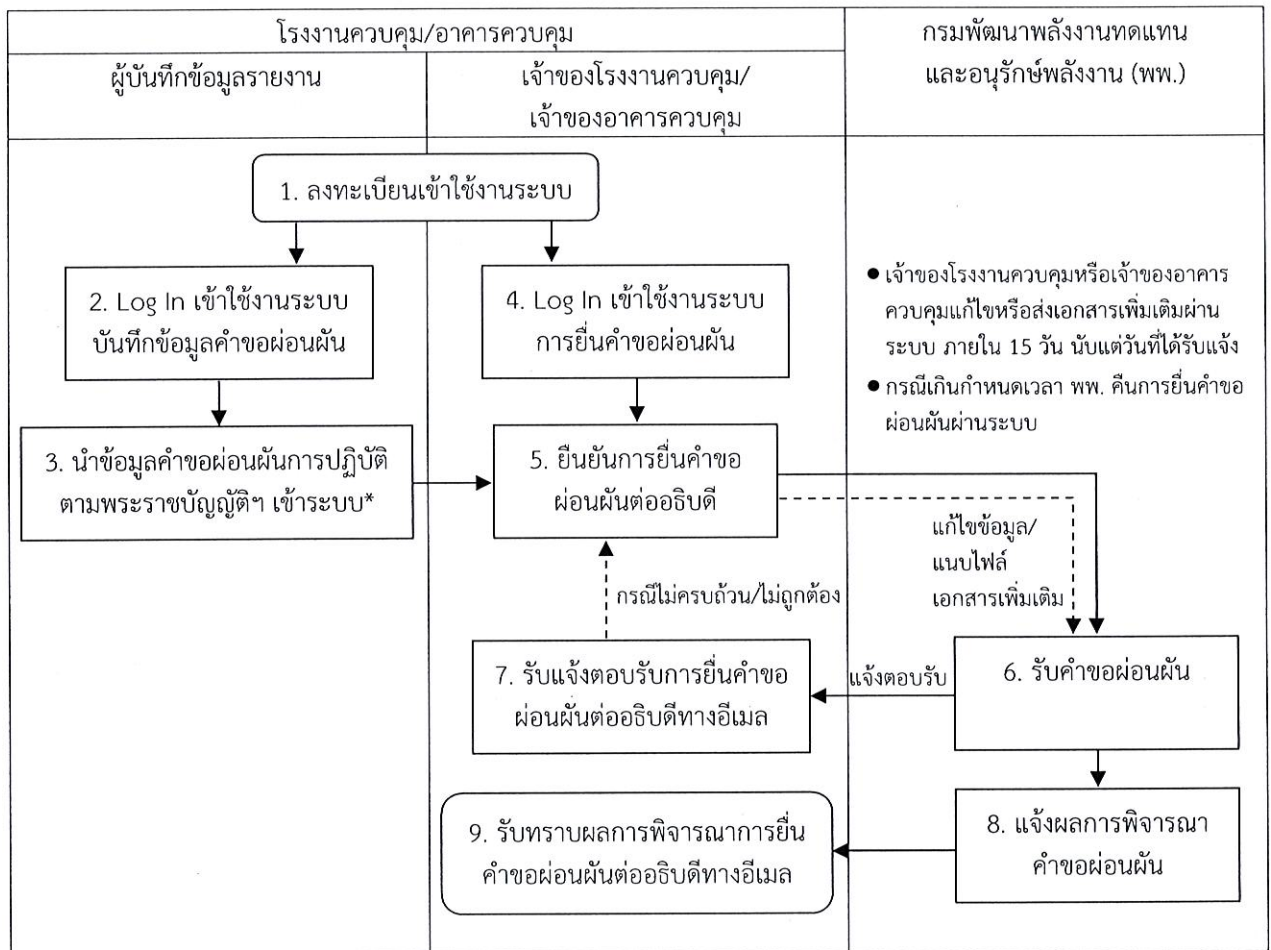 โรงงานควบคุม/อาคารควบคุม
กรมพัฒนาพลังงานทดแทน
และอนุรักษ์พลังงาน (พพ.)
ผู้บันทึกข้อมูลรายงาน
เจ้าของโรงงานควบคุม/
เจ้าของอาคารควบคุม
1. ลงทะเบียนเข้าใช้งานระบบ
2. Log In เข้าใช้งานระบบ
บันทึกข้อมูลคำขอผ่อนผัน
4. Log In เข้าใช้งานระบบ
การยื่นคำขอผ่อนผัน
● เจ้าของโรงงานควบคุมหรือเจ้าของอาคาร
ควบคุมแก้ไขหรือส่งเอกสารเพิ่มเติมผ่าน
ระบบ ภายใน 15 วัน นับแต่วันที่ได้รับแจ้ง
● กรณีเกินกำหนดเวลา พพ. คืนการยื่นคำขอ
ผ่อนผันผ่านระบบ
3. นำข้อมูลคำขอผ่อนผันการปฏิบัติ
ตามพระราชบัญญัติฯ เข้าระบบ*
5. ยืนยันการยื่นคำขอ
ผ่อนผันต่ออธิบดี
แก้ไขข้อมูล/
แนบไฟล์
เอกสารเพิ่มเติม
กรณีไม่ครบถ้วน/ไม่ถูกต้อง
7. รับแจ้งตอบรับการยื่นคำขอ
ผ่อนผันต่ออธิบดีทางอีเมล
แจ้งตอบรับ
6. รับคำขอผ่อนผัน
9. รับทราบผลการพิจารณาการยื่น
คำขอผ่อนผันต่ออธิบดีทางอีเมล
8. แจ้งผลการพิจารณา
คำขอผ่อนผัน